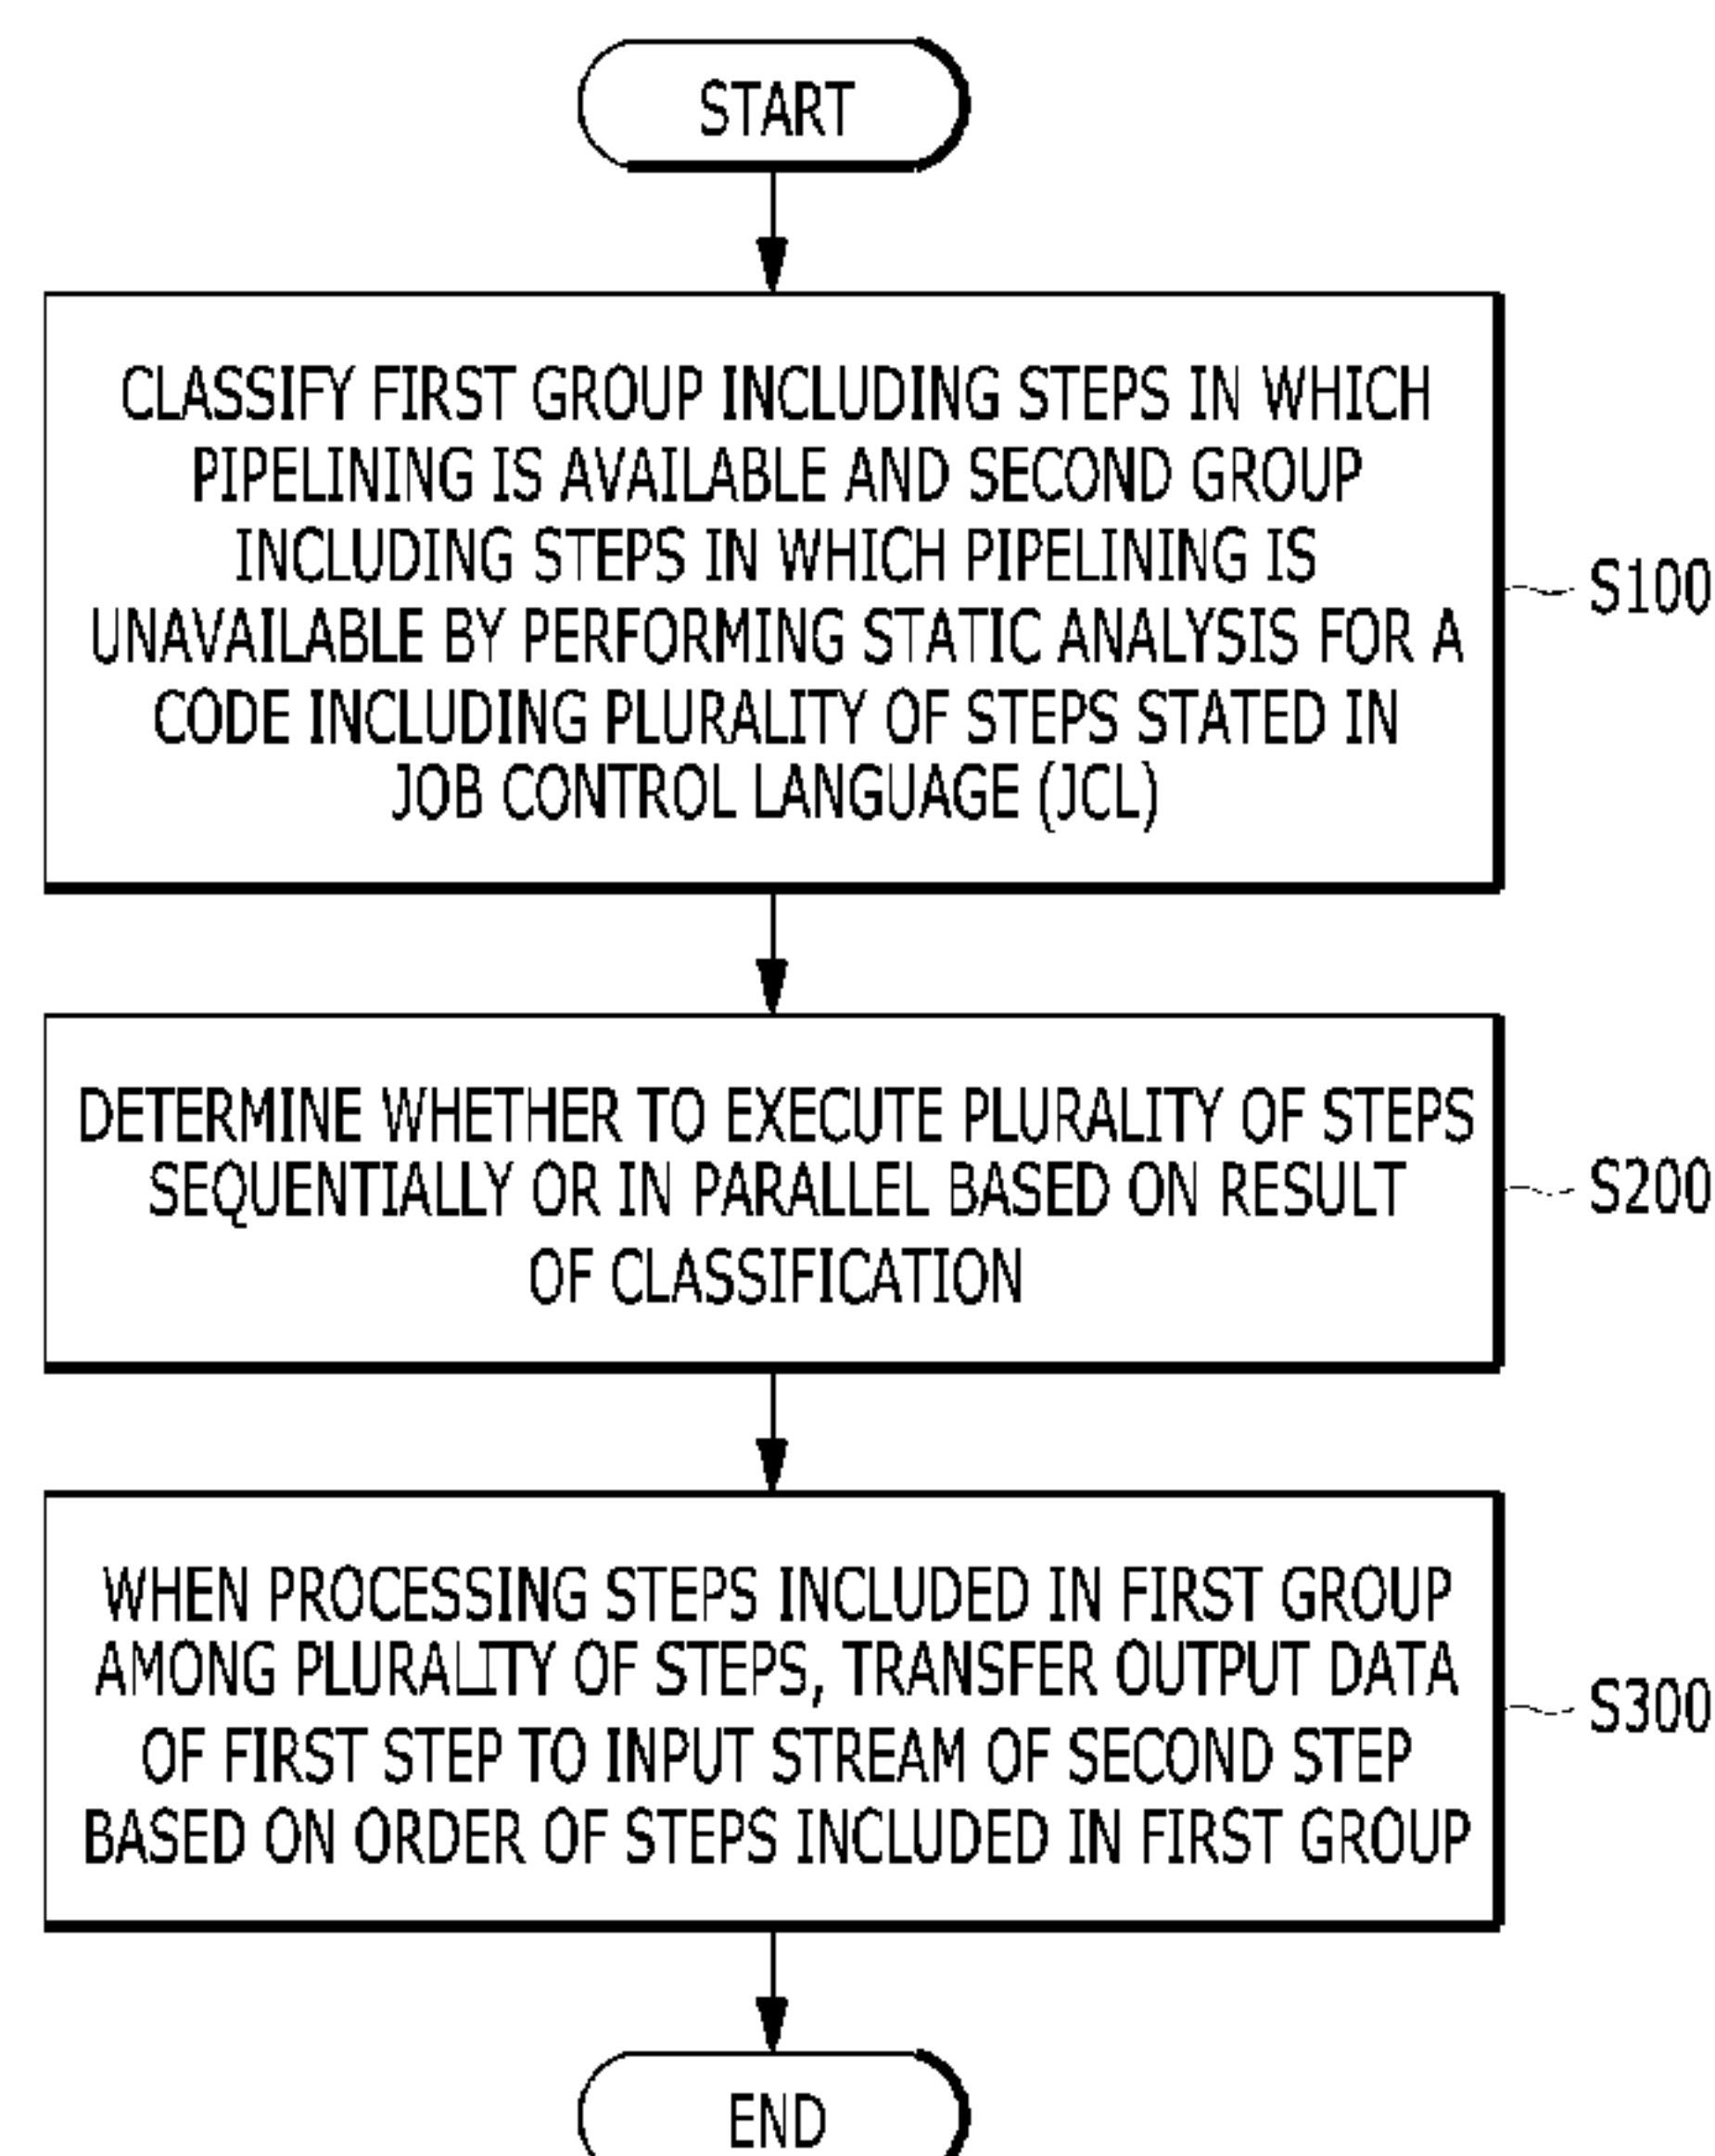 START
CLASSIFY FIRST GROUP INCLUDING STEPS IN WHICH
PIPELINING IS AVAILABLE AND SECOND GROUP
INCLUDING STEPS IN WHICH PIPELINING IS
UNAVAILABLE BY PERFORMING STATIC ANALYSIS FOR A
CODE INCLUDING PLURALITY OF STEPS STATED IN
JOB CONTROL LANGUAGE (JCL)
S100
DETERMINE WHETHER TO EXECUTE PLURALITY OF STEPS
SEQUENTIALLY OR IN PARALLEL BASED ON RESULT
OF CLASSIFICATION
S200
WHEN PROCESSING STEPS INCLUDED IN FIRST GROUP
AMONG PLURALITY OF STEPS, TRANSFER OUTPUT DATA
OF FIRST STEP TO INPUT STREAM OF SECOND STEP
BASED ON ORDER OF STEPS INCLUDED IN FIRST GROUP
S300
END